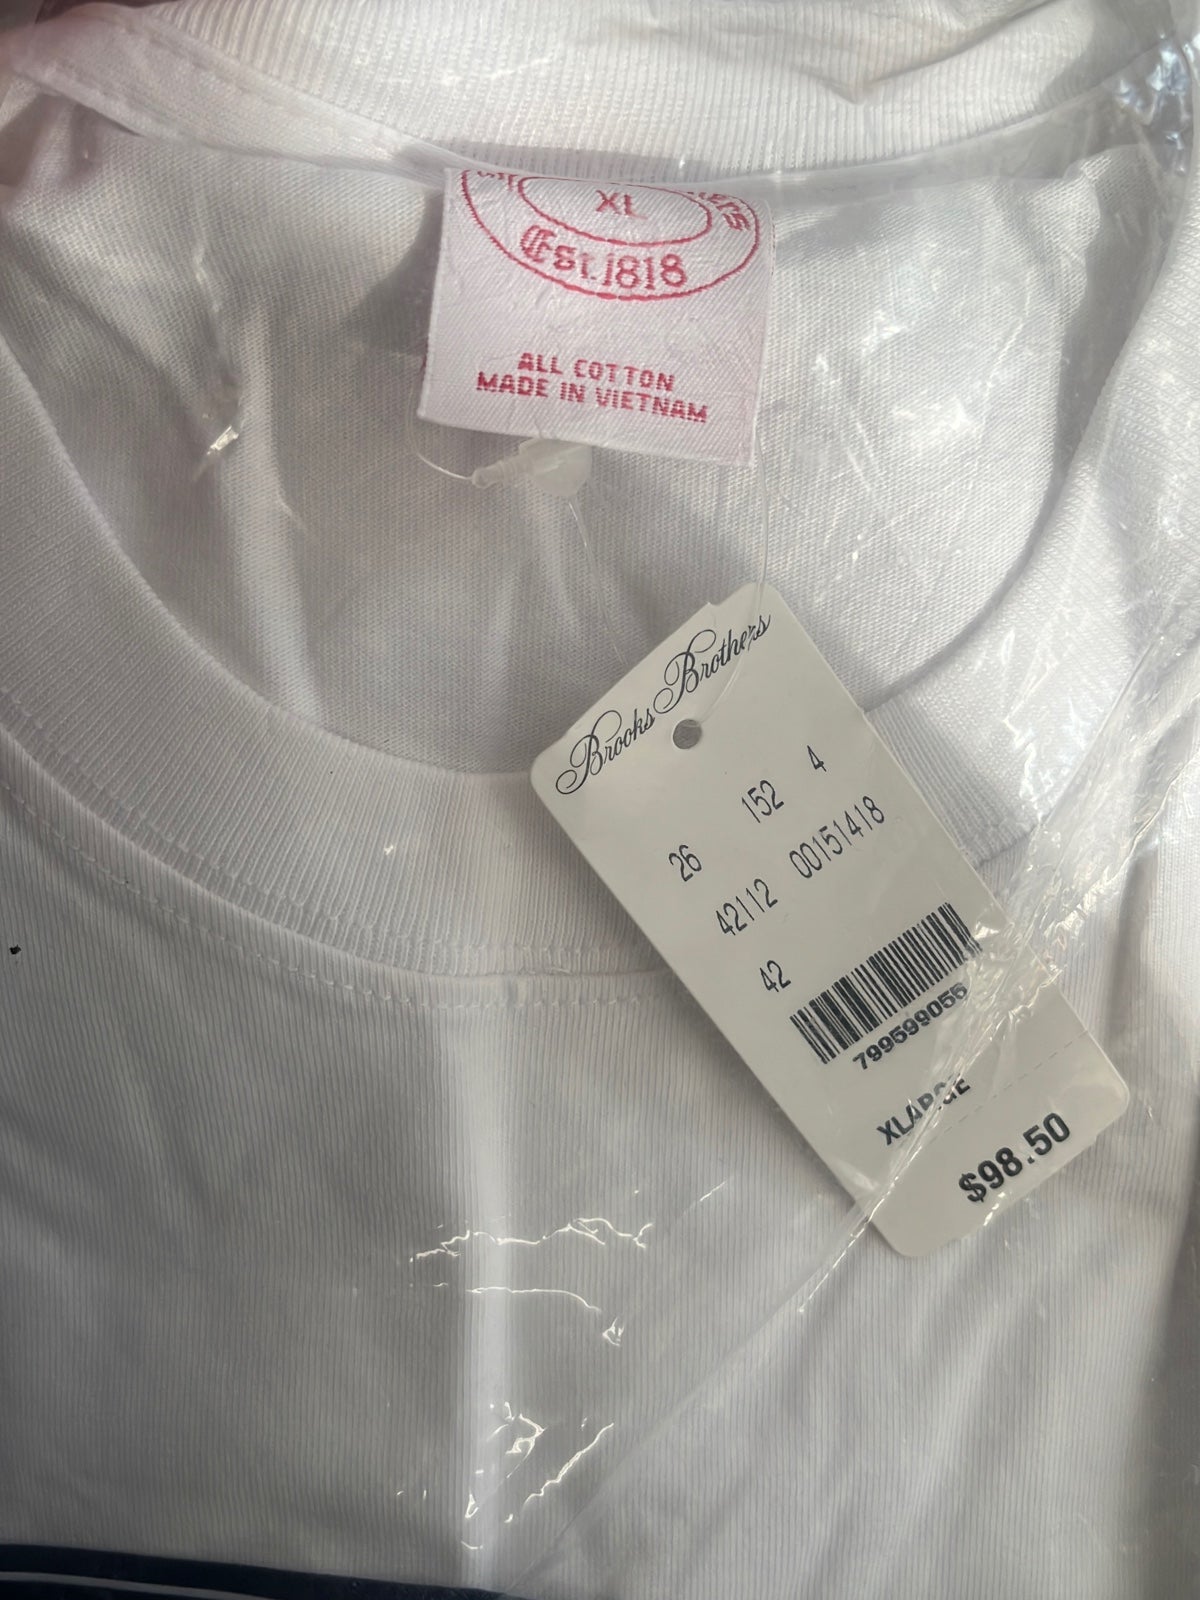 XL
Est.1818
ALL COTTON
MADE IN VIETNAM
Brooks Brothers
26 152 4
42112 00151418
42
799599056
XLARGE
$98.50